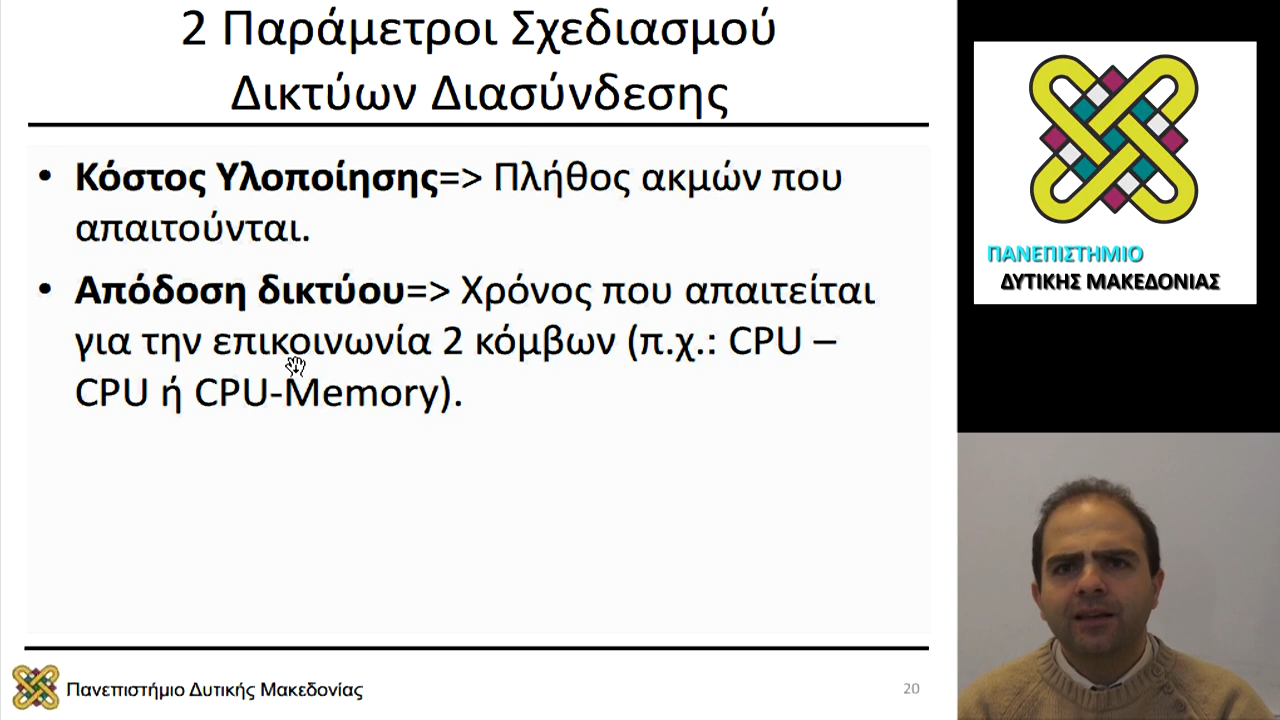 2 Παράμετροι Σχεδιασμού
Δικτύων Διασύνδεσης
• Κόστος Υλοποίησης=> Πλήθος ακμών που
απαιτούνται.
• Απόδοση δικτύου=> Χρόνος που απαιτείται
για την επικοινωνία 2 κόμβων (π.χ.: CPU –
CPU ή CPU-Memory).
Πανεπιστήμιο Δυτικής Μακεδονίας
20
ΠΑΝΕΠΙΣΤΗΜΙΟ
ΔΥΤΙΚΗΣ ΜΑΚΕΔΟΝΙΑΣ